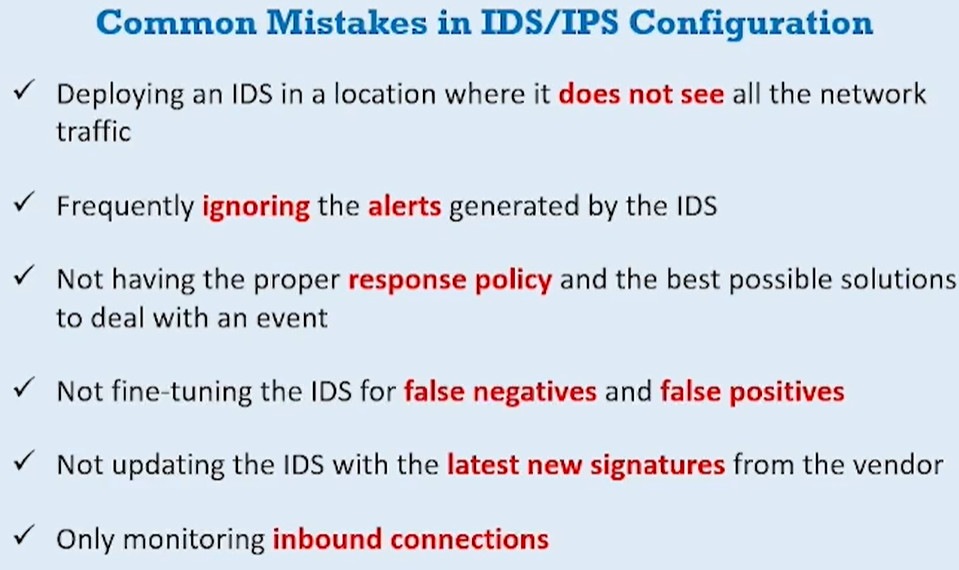 Common Mistakes in IDS/IPS Configuration
✓ Deploying an IDS in a location where it does not see all the network
traffic
✓ Frequently ignoring the alerts generated by the IDS
✓ Not having the proper response policy and the best possible solutions
to deal with an event
✓ Not fine-tuning the IDS for false negatives and false positives
✓ Not updating the IDS with the latest new signatures from the vendor
✓ Only monitoring inbound connections